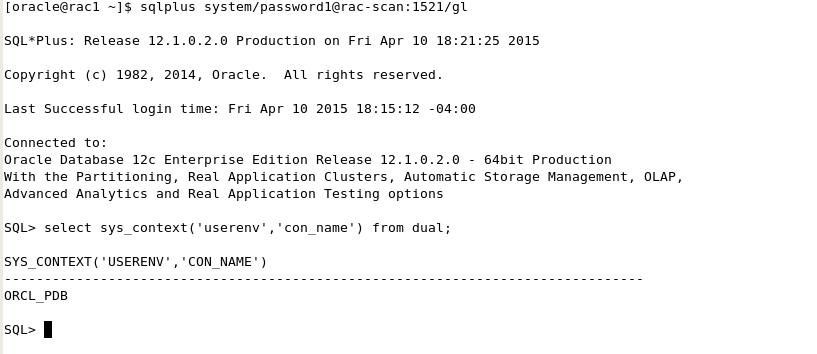 [oracle@rac1 ~]$ sqlplus system/password1@rac-scan:1521/gl
SQL*Plus: Release 12.1.0.2.0 Production on Fri Apr 10 18:21:25 2015
Copyright (c) 1982, 2014, Oracle.  All rights reserved.
Last Successful login time: Fri Apr 10 2015 18:15:12 -04:00
Connected to:
Oracle Database 12c Enterprise Edition Release 12.1.0.2.0 - 64bit Production
With the Partitioning, Real Application Clusters, Automatic Storage Management, OLAP,
Advanced Analytics and Real Application Testing options
SQL> select sys_context('userenv','con_name') from dual;
SYS_CONTEXT('USERENV','CON_NAME')
--------------------------------------------------------------------------------
ORCL_PDB
SQL>